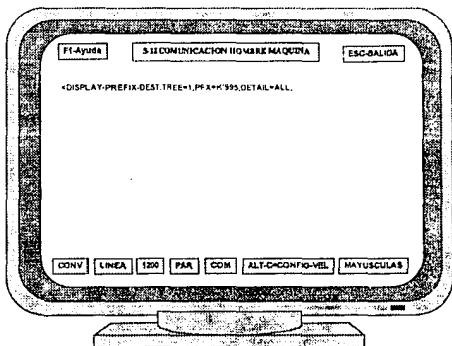 F1-Ayuda S-12 COMUNICACION HOMBRE MAQUINA ESC-SALIDA
<DISPLAY-PREFIX-DEST:TREE=1,PFX=K'995,DETAIL=ALL,
CONV LINEA 1200 PAR COM ALT-C=CONFIG-VEL MAYUSCULAS